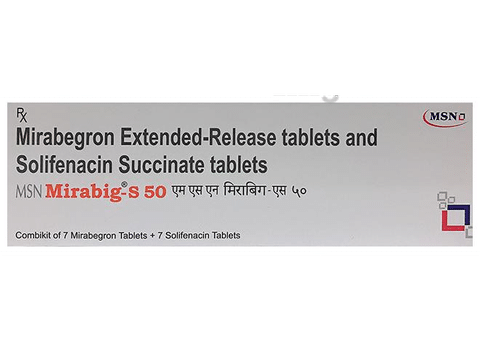 Rx
MSN
Mirabegron Extended-Release tablets and
Solifenacin Succinate tablets
MSN Mirabig®-S 50 एम एस एन मिराबिग-एस ५०
Combikit of 7 Mirabegron Tablets + 7 Solifenacin Tablets